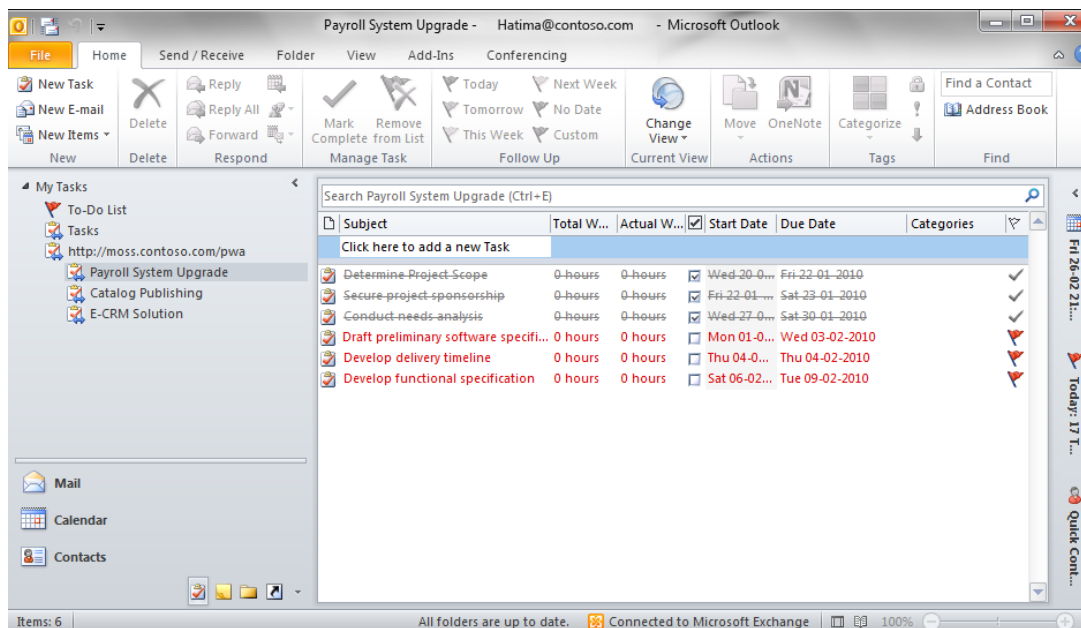 Payroll System Upgrade - Hatima@contoso.com - Microsoft Outlook
File Home Send / Receive Folder View Add-Ins Conferencing
New Task
New E-mail
New Items
New
Delete
Delete
Reply
Reply All
Forward
Respond
Mark Complete
Remove from List
Manage Task
Today
Next Week
Tomorrow
No Date
This Week
Custom
Follow Up
Change View
Current View
Move
OneNote
Actions
Categorize
Tags
Find a Contact
Address Book
Find
My Tasks
To-Do List
Tasks
http://moss.contoso.com/pwa
Payroll System Upgrade
Catalog Publishing
E-CRM Solution
Mail
Calendar
Contacts
Search Payroll System Upgrade (Ctrl+E)
Subject Total W... Actual W... Start Date Due Date Categories
Click here to add a new Task
Determine Project Scope 0 hours 0 hours Wed 20-0... Fri 22-01-2010
Secure project sponsorship 0 hours 0 hours Fri 22-01-... Sat 23-01-2010
Conduct needs analysis 0 hours 0 hours Wed 27-0... Sat 30-01-2010
Draft preliminary software specifi... 0 hours 0 hours Mon 01-0... Wed 03-02-2010
Develop delivery timeline 0 hours 0 hours Thu 04-0... Thu 04-02-2010
Develop functional specification 0 hours 0 hours Sat 06-02... Tue 09-02-2010
Fri 26-02 21:...
Today: 17 T...
Quick Cont...
Items: 6 All folders are up to date. Connected to Microsoft Exchange 100%